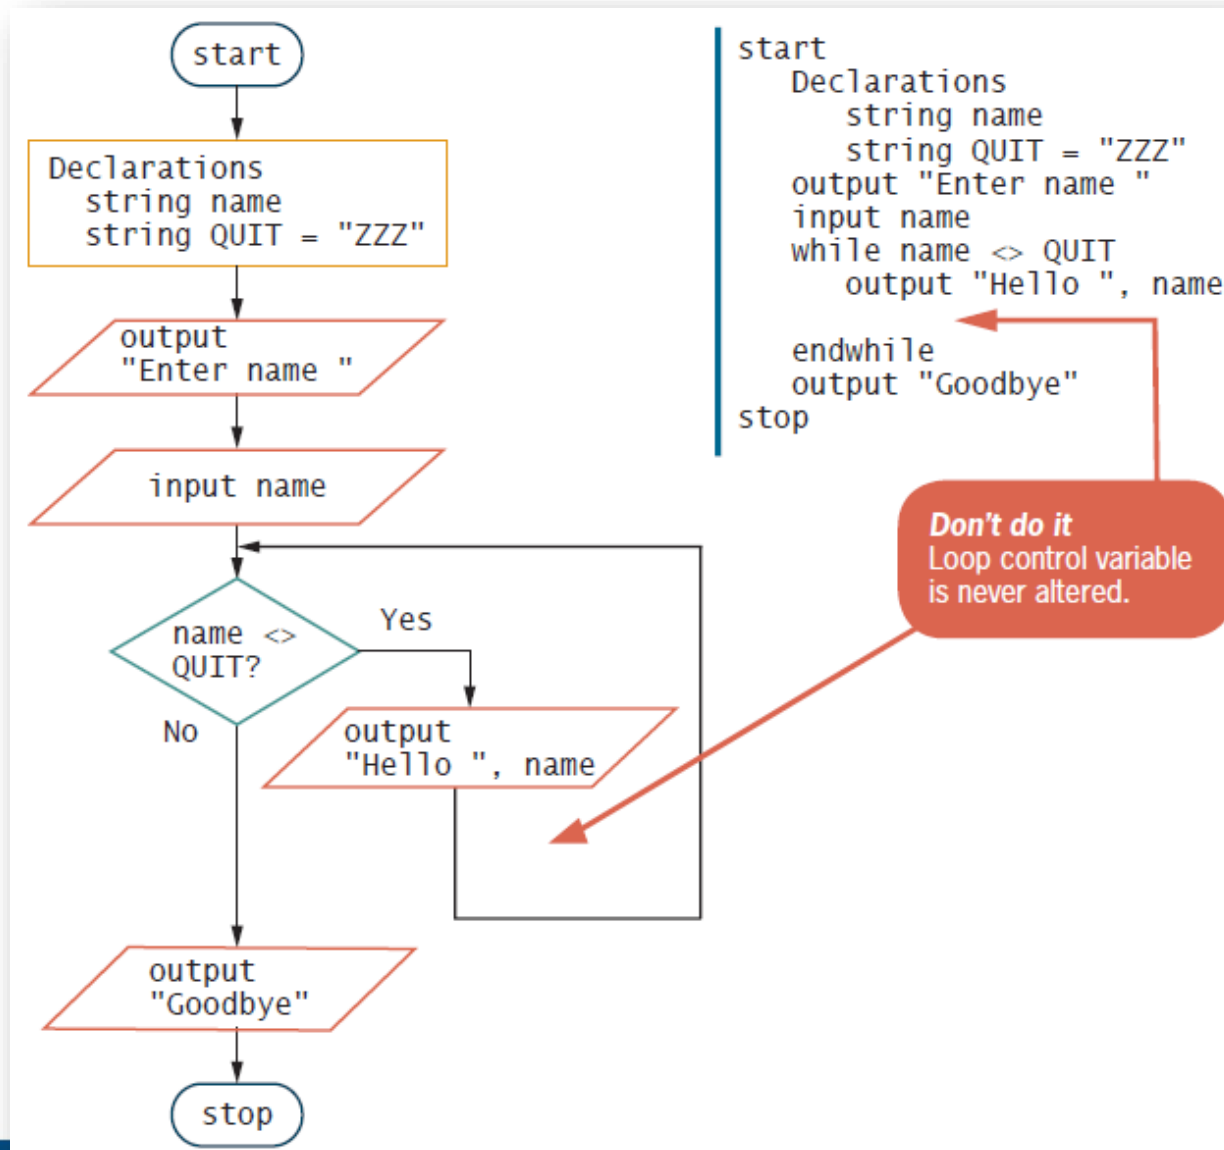 start
Declarations
string name
string QUIT = "ZZZ"
output
"Enter name "
input name
name <>
QUIT?
Yes
No
output
"Hello ", name
output
"Goodbye"
stop
start
Declarations
string name
string QUIT = "ZZZ"
output "Enter name "
input name
while name <> QUIT
output "Hello ", name
endwhile
output "Goodbye"
stop
Don't do it
Loop control variable
is never altered.